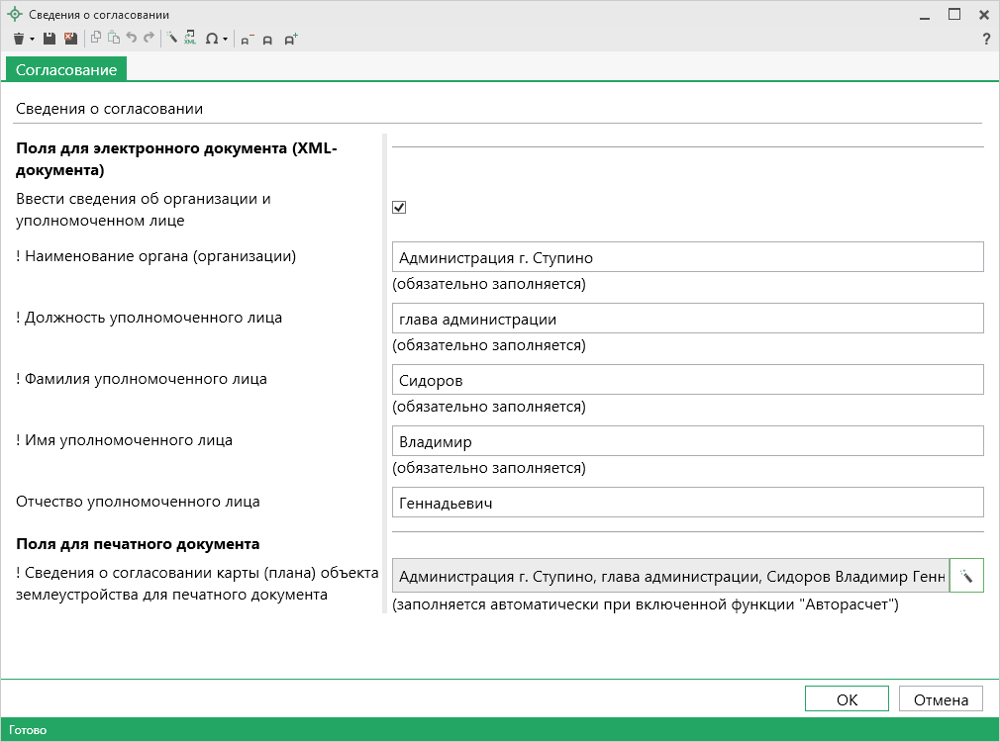 Сведения о согласовании
XML
?
Согласование
Сведения о согласовании
Поля для электронного документа (XML-
документа)
Ввести сведения об организации и
уполномоченном лице
! Наименование органа (организации)
Администрация г. Ступино
(обязательно заполняется)
! Должность уполномоченного лица
глава администрации
(обязательно заполняется)
! Фамилия уполномоченного лица
Сидоров
(обязательно заполняется)
! Имя уполномоченного лица
Владимир
(обязательно заполняется)
Отчество уполномоченного лица
Геннадьевич
Поля для печатного документа
! Сведения о согласовании карты (плана) объекта
землеустройства для печатного документа
Администрация г. Ступино, глава администрации, Сидоров Владимир Генн
(заполняется автоматически при включенной функции "Авторасчет")
ОК
Отмена
Готово